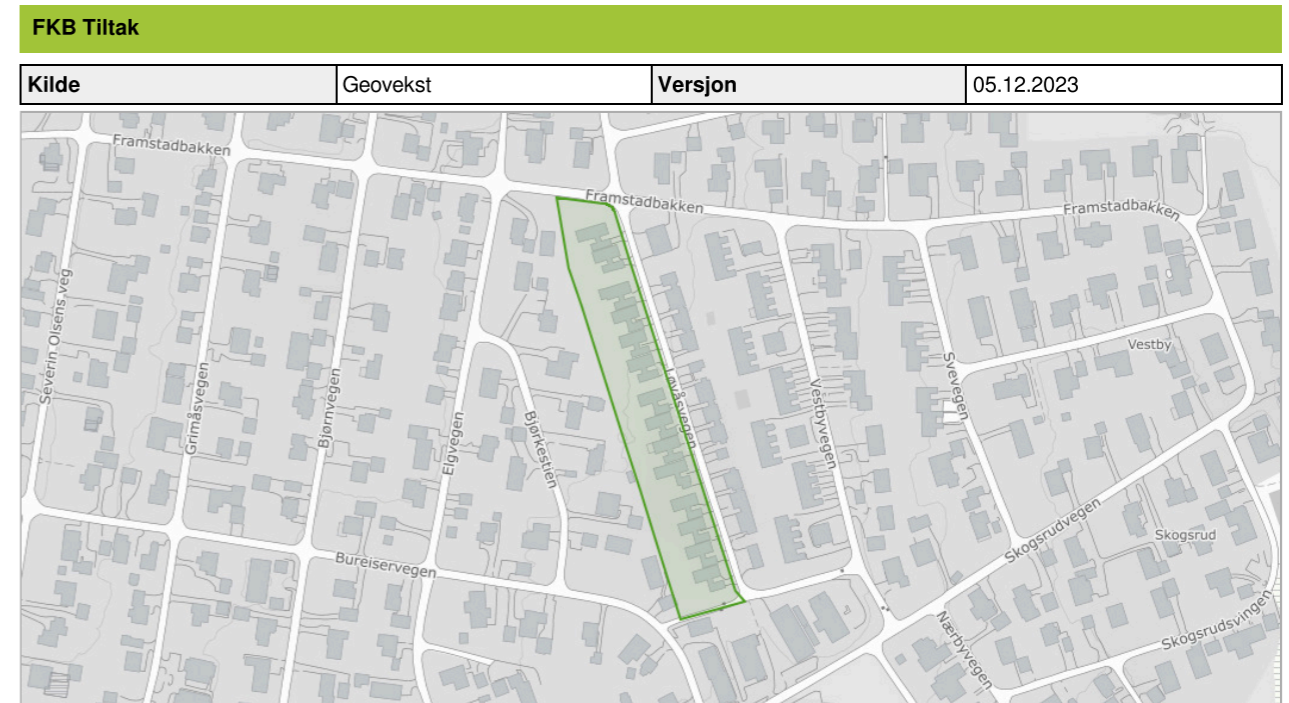 FKB Tiltak
Kilde Geovekst Versjon 05.12.2023
Framstadbakken
Framstadbakken
Framstadbakken
Severin Olsens veg
Grimåsvegen
Bjørnvegen
Elgvegen
Bjørkestien
Løvåsvegen
Vestbyvegen
Svevegen
Vestby
Bureiservegen
Skogsrudvegen
Skogsrud
Nærbyvegen
Skogsrudsvingen